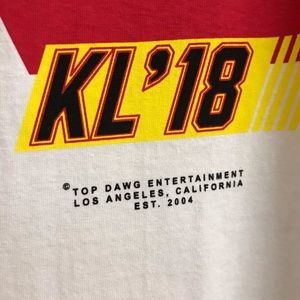 KL'18
©TOP DAWG ENTERTAINMENT
LOS ANGELES, CALIFORNIA
EST. 2004